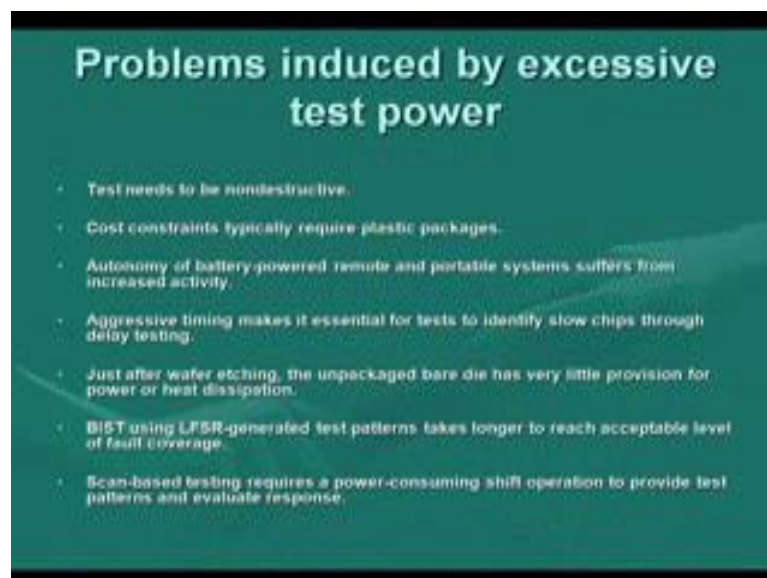 Problems induced by excessive
test power
Test needs to be nondestructive.
Cost constraints typically require plastic packages.
Autonomy of battery-powered remote and portable systems suffers from
increased activity.
Aggressive timing makes it essential for tests to identify slow chips through
delay testing.
Just after wafer etching, the unpackaged bare die has very little provision for
power or heat dissipation.
BIST using LFSR-generated test patterns takes longer to reach acceptable level
of fault coverage.
Scan-based testing requires a power-consuming shift operation to provide test
patterns and evaluate response.